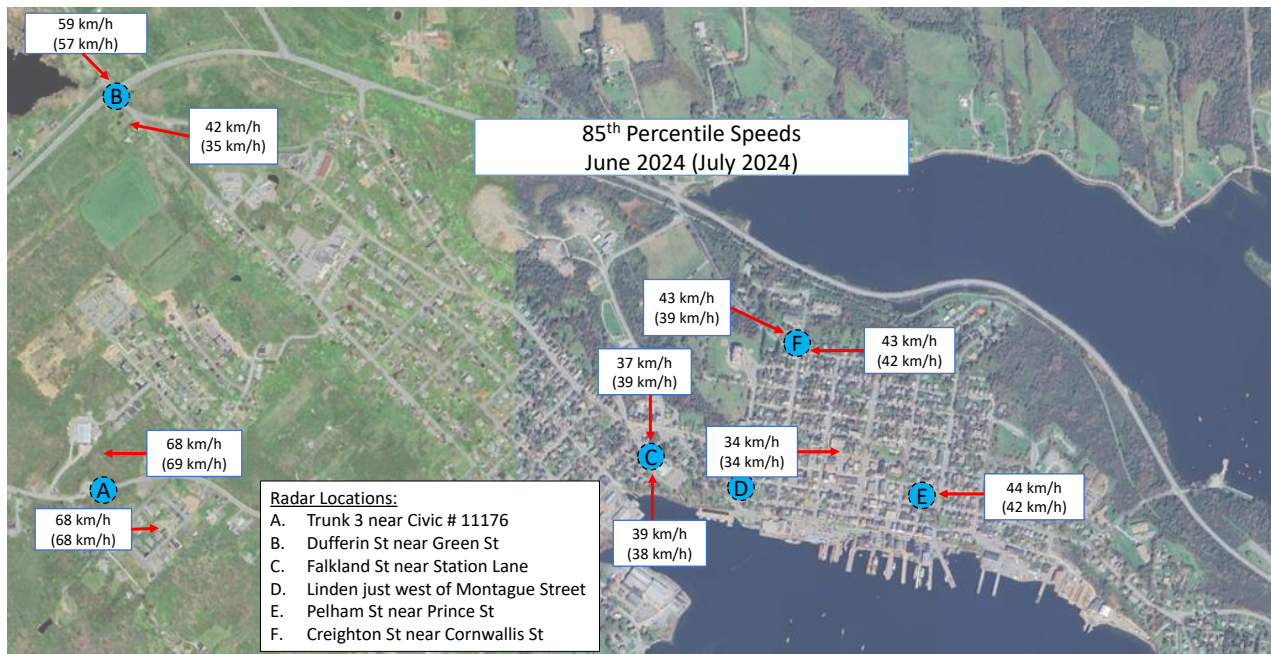 59 km/h
(57 km/h)
B
42 km/h
(35 km/h)
85th Percentile Speeds
June 2024 (July 2024)
43 km/h
(39 km/h)
F
43 km/h
(42 km/h)
37 km/h
(39 km/h)
C
34 km/h
(34 km/h)
D
E
44 km/h
(42 km/h)
39 km/h
(38 km/h)
68 km/h
(69 km/h)
A
68 km/h
(68 km/h)
Radar Locations:
A. Trunk 3 near Civic # 11176
B. Dufferin St near Green St
C. Falkland St near Station Lane
D. Linden just west of Montague Street
E. Pelham St near Prince St
F. Creighton St near Cornwallis St